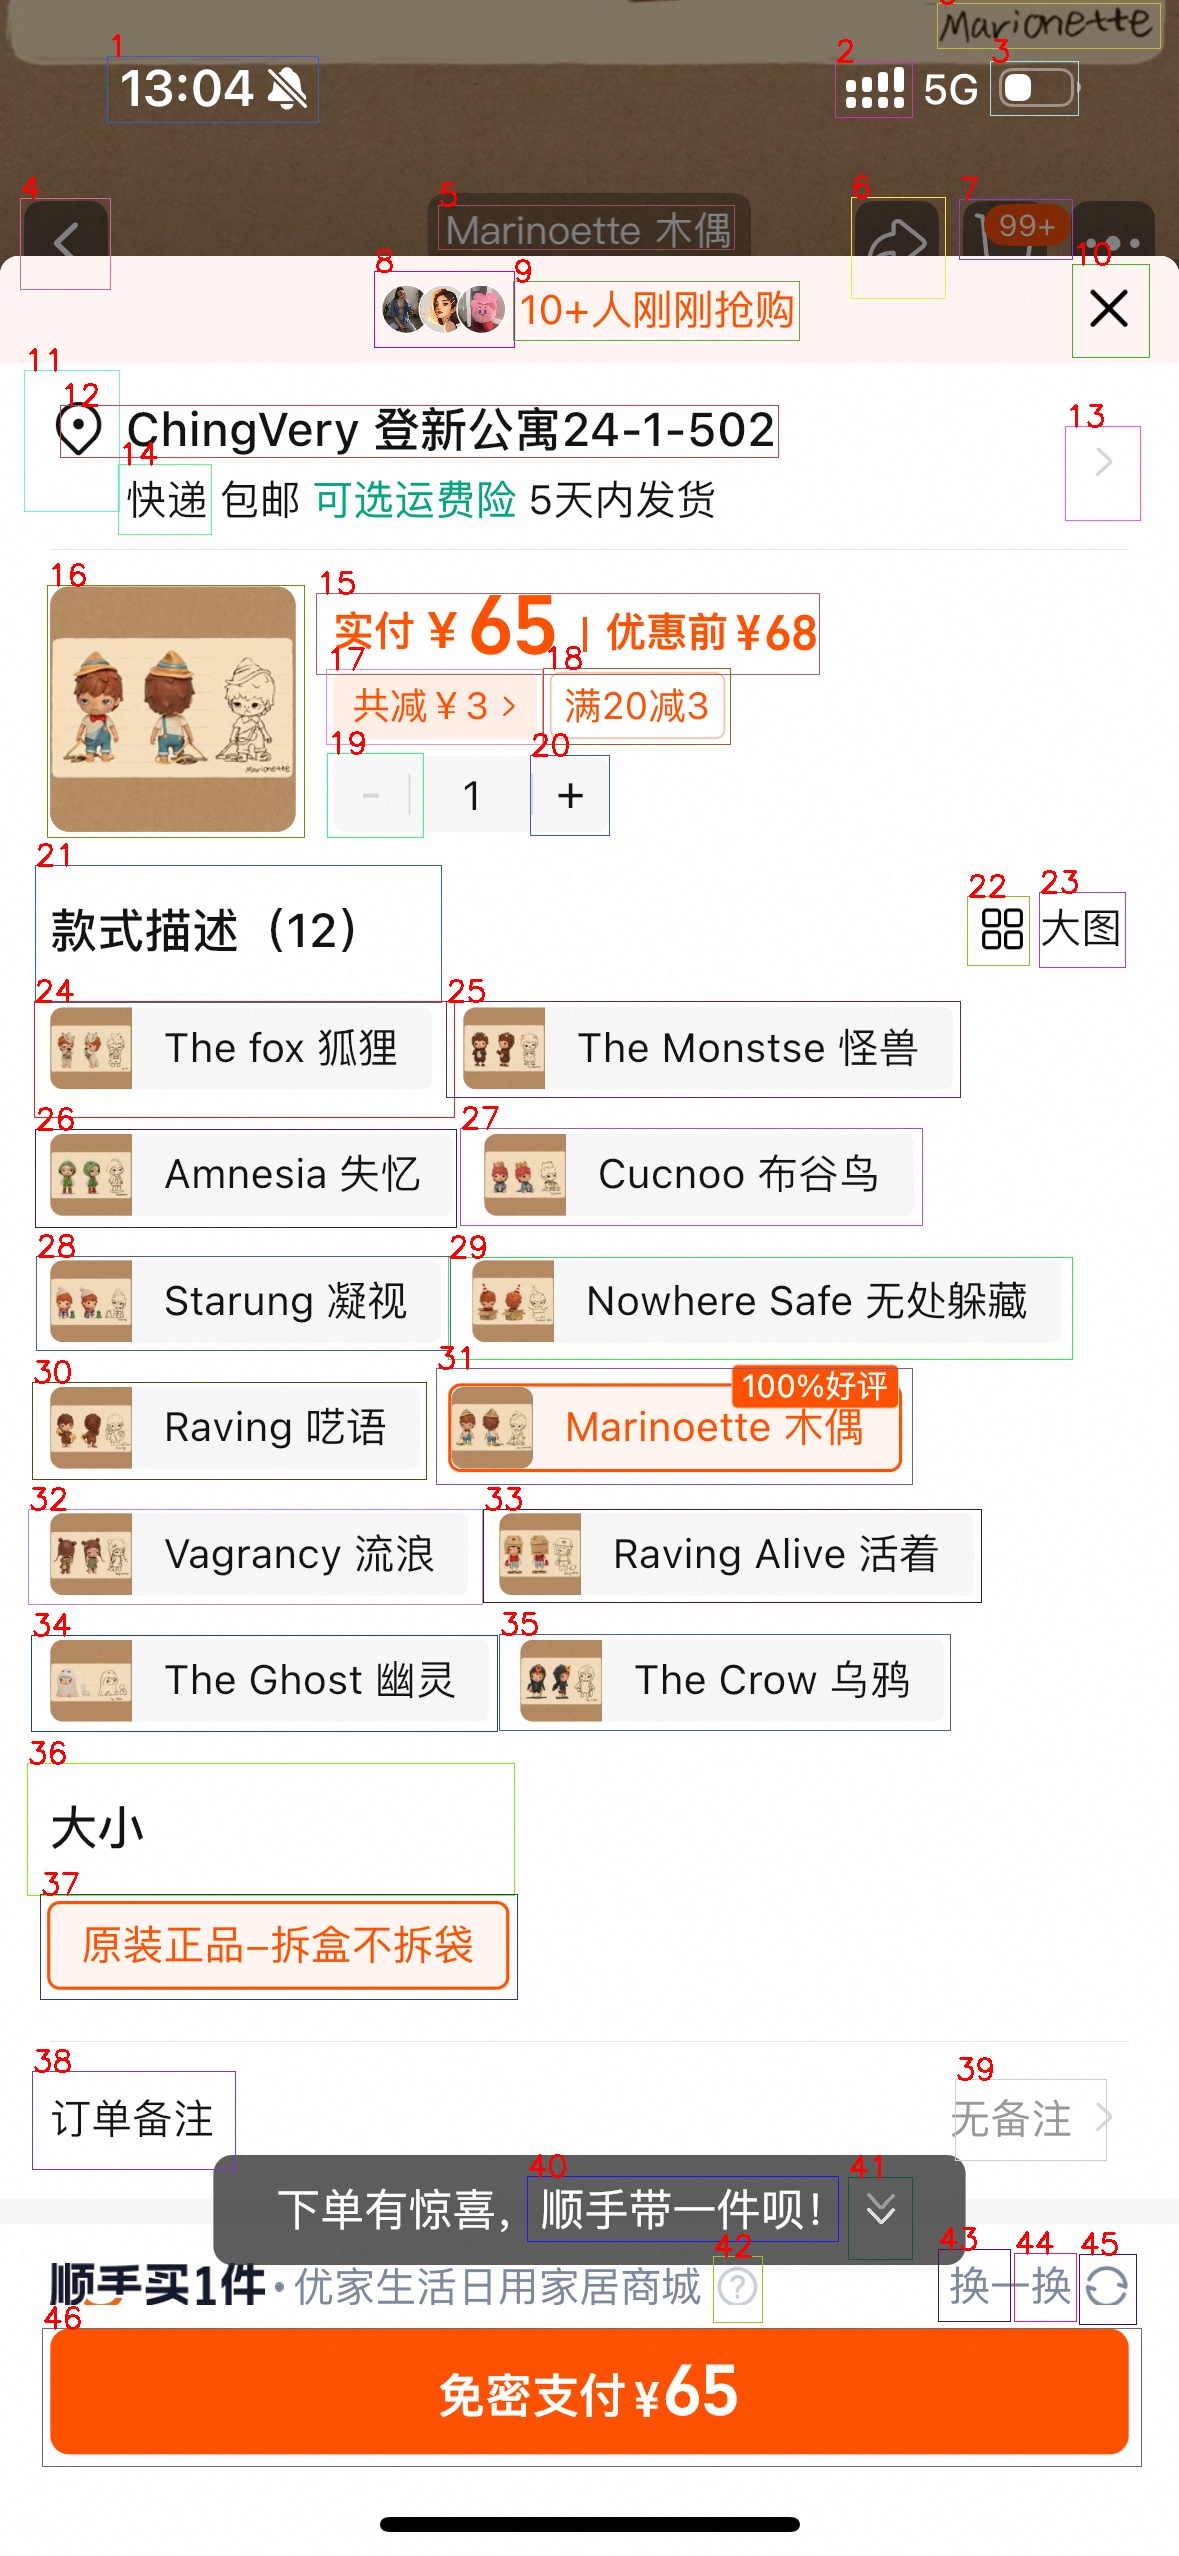 Marionette
13:04 5G
Marinoette 木偶 99+
10+人刚刚抢购
ChingVery 登新公寓24-1-502
快递 包邮 可选运费险 5天内发货
实付 ¥65 | 优惠前 ¥68
共减 ¥ 3 > 满20减3
- 1 +
Marionette
款式描述（12） 大图
The fox 狐狸 The Monstse 怪兽
Amnesia 失忆 Cucnoo 布谷鸟
Starung 凝视 Nowhere Safe 无处躲藏
100%好评
Raving 呓语 Marinoette 木偶
Vagrancy 流浪 Raving Alive 活着
The Ghost 幽灵 The Crow 乌鸦
大小
原装正品–拆盒不拆袋
订单备注 无备注 >
下单有惊喜，顺手带一件呗！
顺手买1件·优家生活日用家居商城 ? 换一换
免密支付 ¥65
1
2
3
4
5
6
7
8
9
10
11
12
13
14
15
16
17
18
19
20
21
22
23
24
25
26
27
28
29
30
31
32
33
34
35
36
37
38
39
40
41
42
43
44
45
46